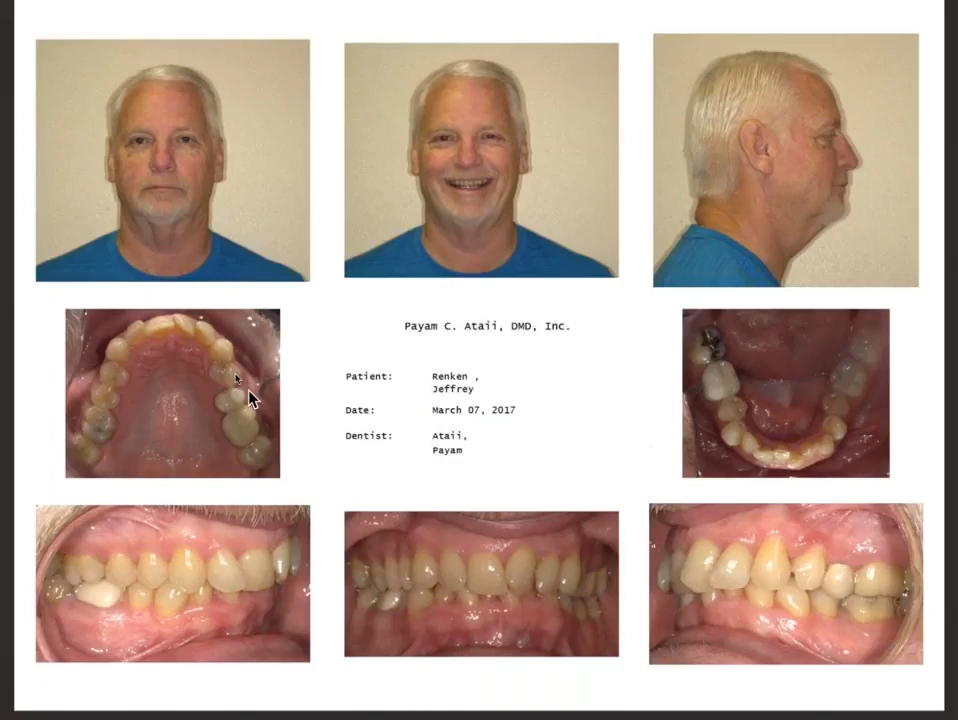 Payam C. Ataii, DMD, Inc.
Patient: Renken ,
Jeffrey
Date: March 07, 2017
Dentist: Ataii,
Payam